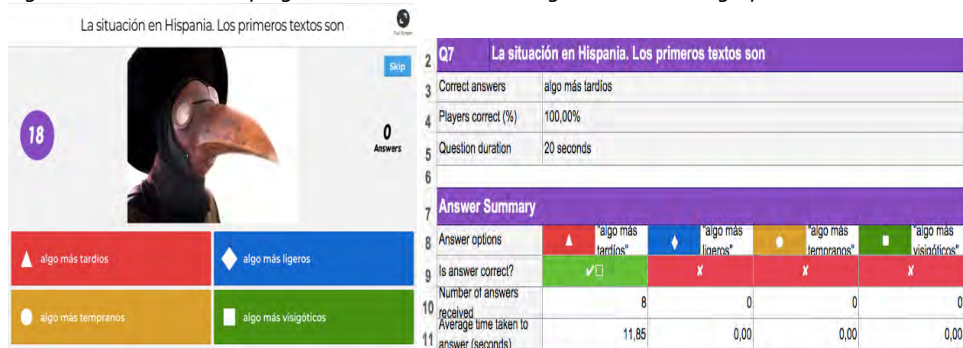 La situación en Hispania. Los primeros textos son
Full Screen
Skip
18
0
Answers
algo más tardíos
algo más ligeros
algo más tempranos
algo más visigóticos
2 Q7 La situación en Hispania. Los primeros textos son
3 Correct answers algo más tardíos
4 Players correct (%) 100,00%
5 Question duration 20 seconds
6
7 Answer Summary
8 Answer options "algo más tardíos" "algo más ligeros" "algo más tempranos" "algo más visigóticos"
9 Is answer correct? ✔ ✘ ✘ ✘
10 Number of answers received 8 0 0 0
11 Average time taken to answer (seconds) 11,85 0,00 0,00 0,00